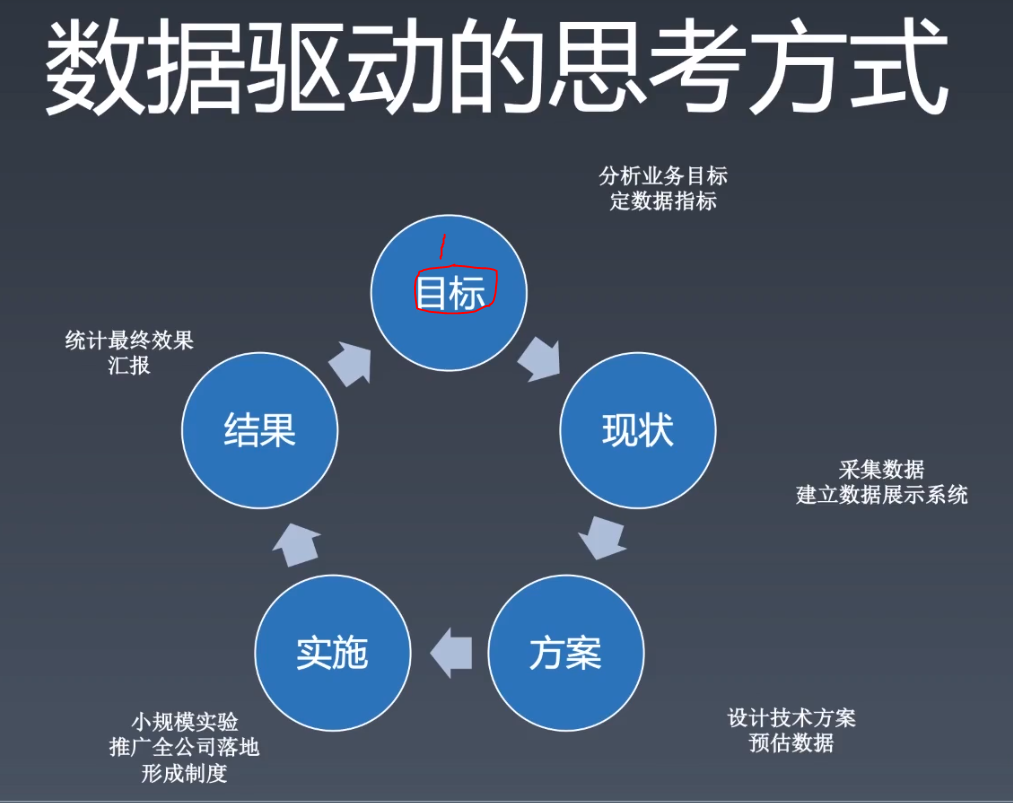 数据驱动的思考方式
分析业务目标
定数据指标
目标
现状
采集数据
建立数据展示系统
方案
设计技术方案
预估数据
实施
小规模实验
推广全公司落地
形成制度
结果
统计最终效果
汇报